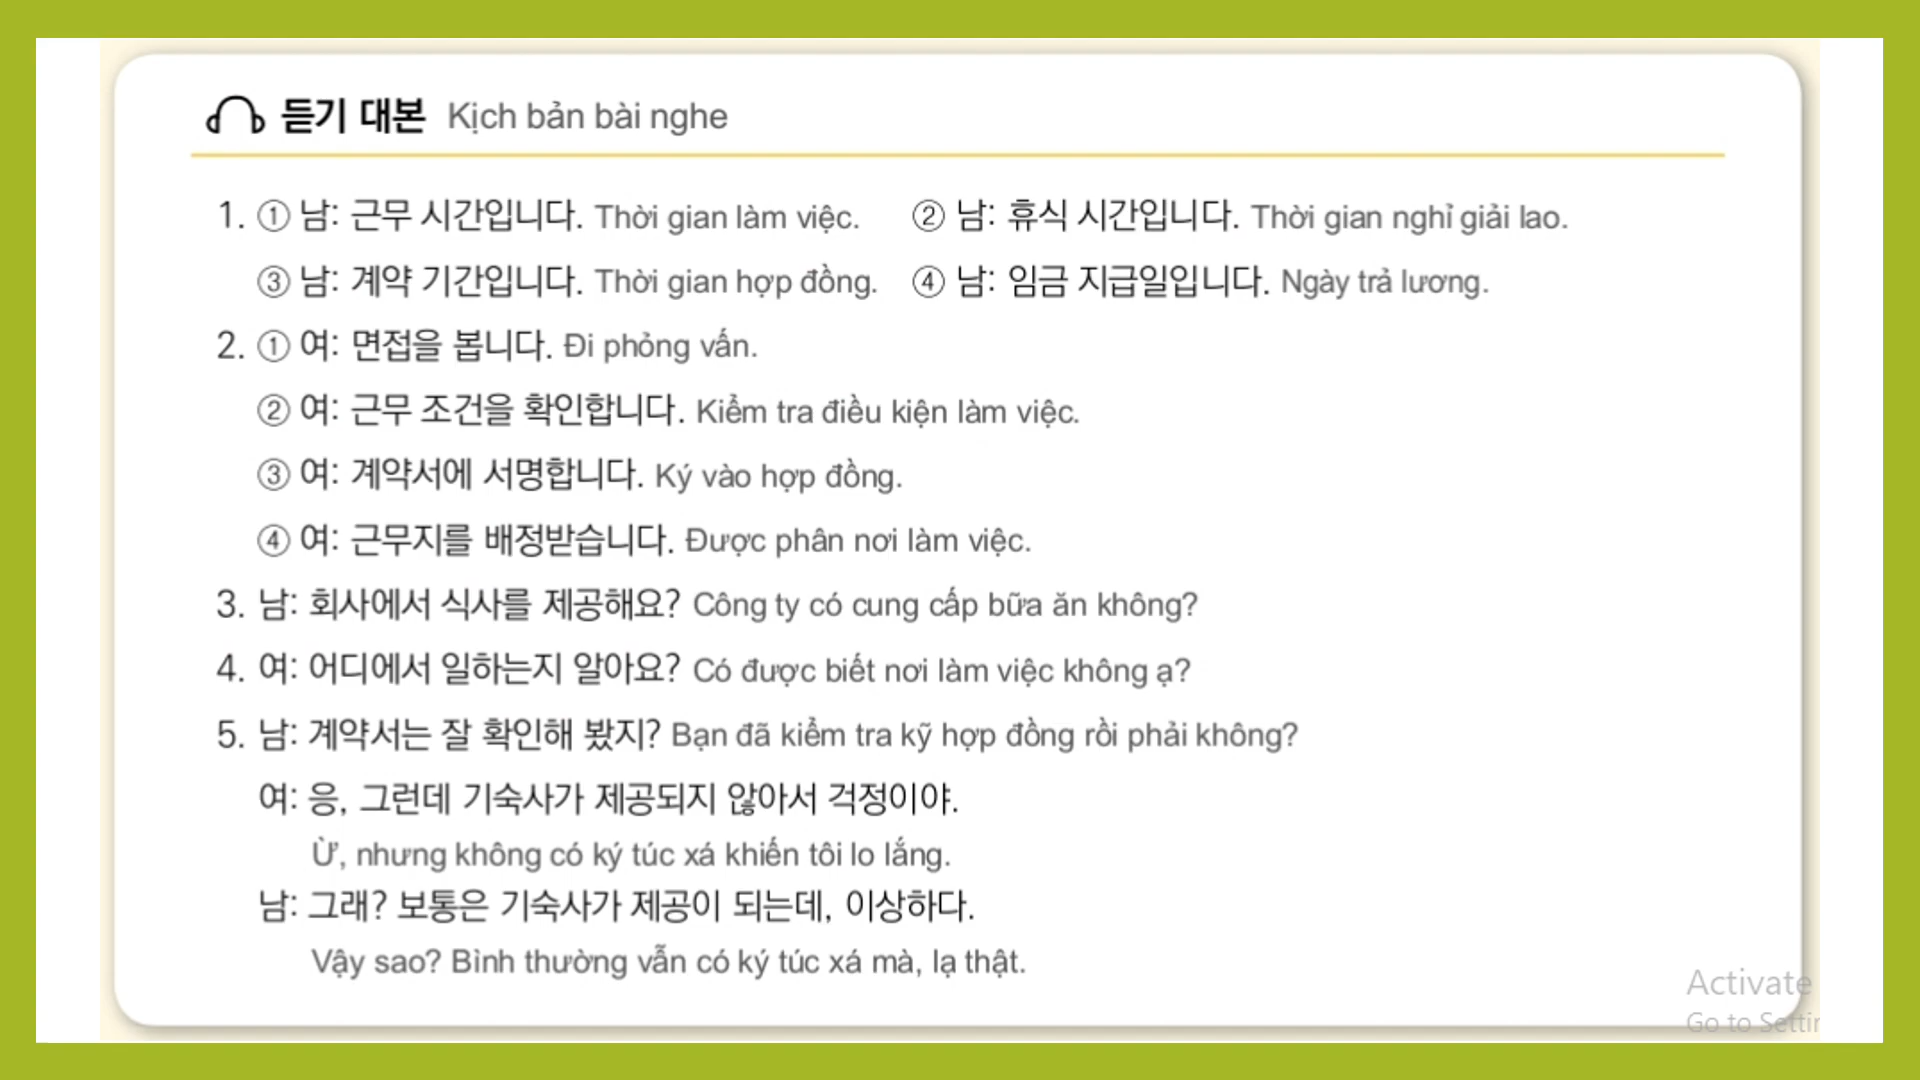 듣기 대본 Kịch bản bài nghe
1. ① 남: 근무 시간입니다. Thời gian làm việc. ② 남: 휴식 시간입니다. Thời gian nghỉ giải lao.
③ 남: 계약 기간입니다. Thời gian hợp đồng. ④ 남: 임금 지급일입니다. Ngày trả lương.
2. ① 여: 면접을 봅니다. Đi phỏng vấn.
② 여: 근무 조건을 확인합니다. Kiểm tra điều kiện làm việc.
③ 여: 계약서에 서명합니다. Ký vào hợp đồng.
④ 여: 근무지를 배정받습니다. Được phân nơi làm việc.
3. 남: 회사에서 식사를 제공해요? Công ty có cung cấp bữa ăn không?
4. 여: 어디에서 일하는지 알아요? Có được biết nơi làm việc không ạ?
5. 남: 계약서는 잘 확인해 봤지? Bạn đã kiểm tra kỹ hợp đồng rồi phải không?
여: 응, 그런데 기숙사가 제공되지 않아서 걱정이야.
Ừ, nhưng không có ký túc xá khiến tôi lo lắng.
남: 그래? 보통은 기숙사가 제공이 되는데, 이상하다.
Vậy sao? Bình thường vẫn có ký túc xá mà, lạ thật.
Activate
Go to Settin